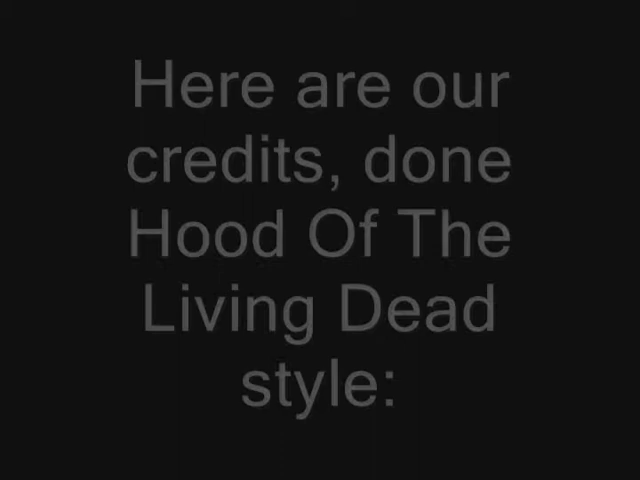 Here are our
credits, done
Hood Of The
Living Dead
style: